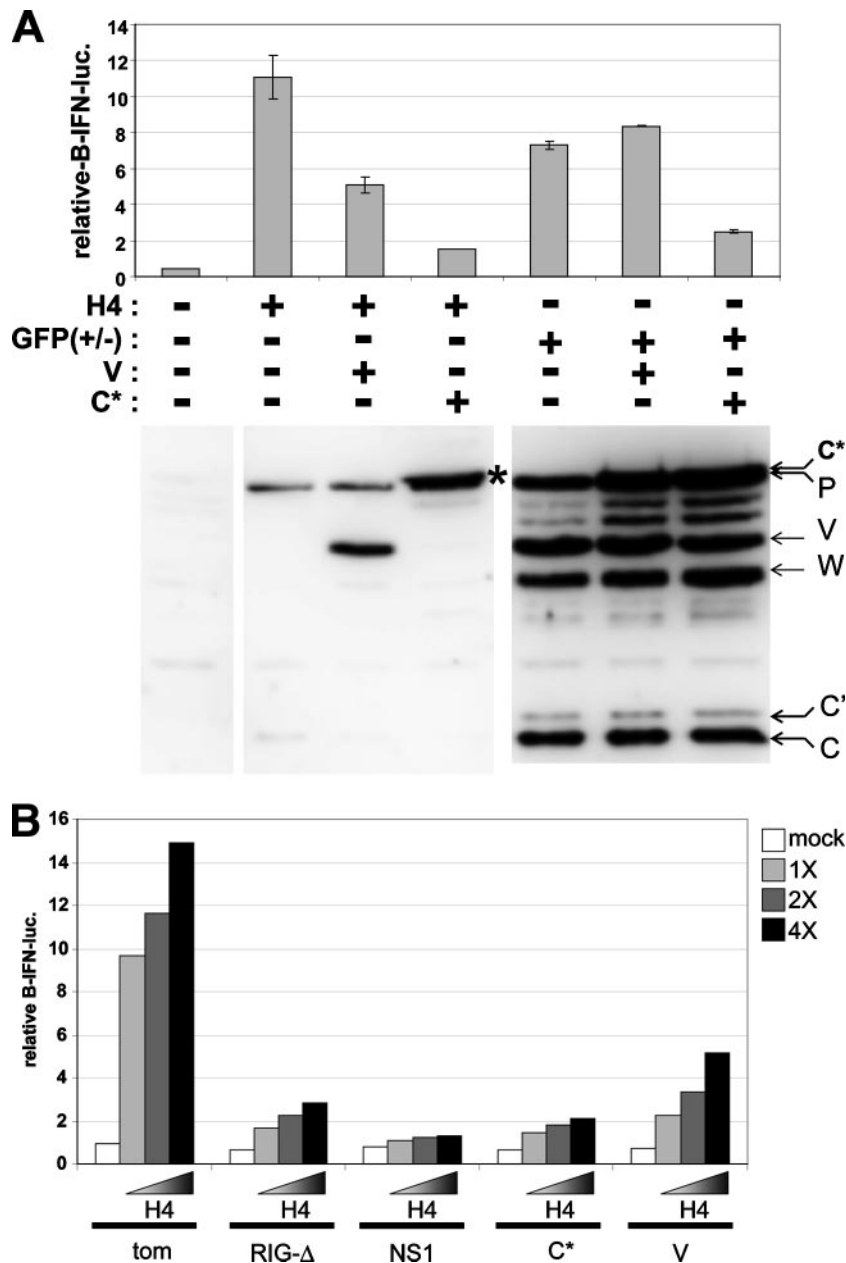 A
relative-B-IFN-luc.
14
12
10
8
6
4
2
0
H4 : - + + + - - -
GFP(+/-) : - - - - + + +
V : - - + - - + -
C* : - - - + - - +
*
C*
P
V
W
C'
C
B
relative B-IFN-luc.
16
14
12
10
8
6
4
2
0
mock
1X
2X
4X
H4 H4 H4 H4 H4
tom RIG-Δ NS1 C* V